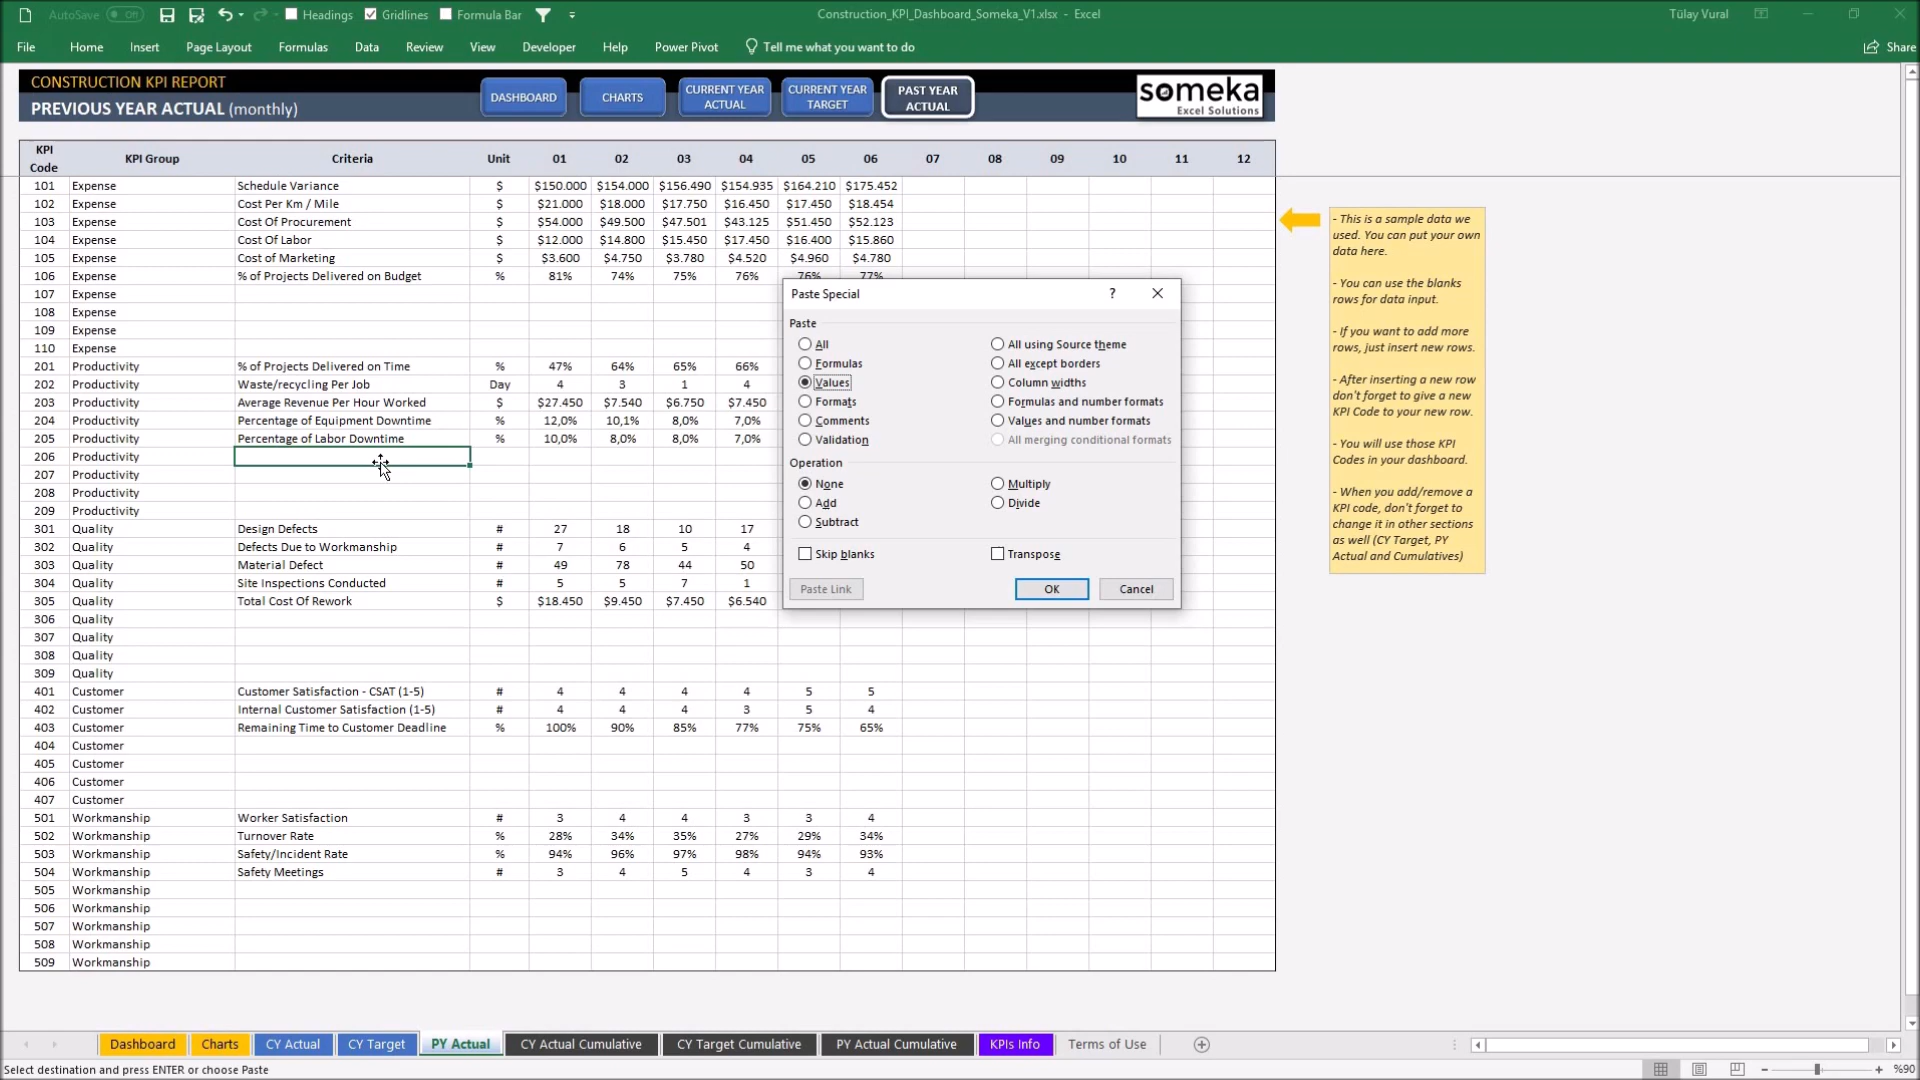 AutoSave Off Headings Gridlines Formula Bar Construction_KPI_Dashboard_Someka_V1.xlsx - Excel Tülay Vural
File Home Insert Page Layout Formulas Data Review View Developer Help Power Pivot Tell me what you want to do Share
CONSTRUCTION KPI REPORT
PREVIOUS YEAR ACTUAL (monthly)
DASHBOARD CHARTS CURRENT YEAR ACTUAL CURRENT YEAR TARGET PAST YEAR ACTUAL
someka
Excel Solutions
KPI Code KPI Group Criteria Unit 01 02 03 04 05 06 07 08 09 10 11 12
101 Expense Schedule Variance $ $150.000 $154.000 $156.490 $154.935 $164.210 $175.452
102 Expense Cost Per Km / Mile $ $21.000 $18.000 $17.750 $16.450 $17.450 $18.454
103 Expense Cost Of Procurement $ $54.000 $49.500 $47.501 $43.125 $51.450 $52.123
104 Expense Cost Of Labor $ $12.000 $14.800 $15.450 $17.450 $16.400 $15.860
105 Expense Cost of Marketing $ $3.600 $4.750 $3.780 $4.520 $4.960 $4.780
106 Expense % of Projects Delivered on Budget % 81% 74% 75% 76% 76% 77%
107 Expense
108 Expense
109 Expense
110 Expense
201 Productivity % of Projects Delivered on Time % 47% 64% 65% 66%
202 Productivity Waste/recycling Per Job Day 4 3 1 4
203 Productivity Average Revenue Per Hour Worked $ $27.450 $7.540 $6.750 $7.450
204 Productivity Percentage of Equipment Downtime % 12,0% 10,1% 8,0% 7,0%
205 Productivity Percentage of Labor Downtime % 10,0% 8,0% 8,0% 7,0%
206 Productivity
207 Productivity
208 Productivity
209 Productivity
301 Quality Design Defects # 27 18 10 17
302 Quality Defects Due to Workmanship # 7 6 5 4
303 Quality Material Defect # 49 78 44 50
304 Quality Site Inspections Conducted # 5 5 7 1
305 Quality Total Cost Of Rework $ $18.450 $9.450 $7.450 $6.540
306 Quality
307 Quality
308 Quality
309 Quality
401 Customer Customer Satisfaction - CSAT (1-5) # 4 4 4 4 5 5
402 Customer Internal Customer Satisfaction (1-5) # 4 4 4 3 5 4
403 Customer Remaining Time to Customer Deadline % 100% 90% 85% 77% 75% 65%
404 Customer
405 Customer
406 Customer
407 Customer
501 Workmanship Worker Satisfaction # 3 4 4 3 3 4
502 Workmanship Turnover Rate % 28% 34% 35% 27% 29% 34%
503 Workmanship Safety/Incident Rate % 94% 96% 97% 98% 94% 93%
504 Workmanship Safety Meetings # 3 4 5 4 3 4
505 Workmanship
506 Workmanship
507 Workmanship
508 Workmanship
509 Workmanship
Paste Special ?
Paste
All All using Source theme
Formulas All except borders
Values Column widths
Formats Formulas and number formats
Comments Values and number formats
Validation All merging conditional formats
Operation
None Multiply
Add Divide
Subtract
Skip blanks Transpose
Paste Link OK Cancel
- This is a sample data we
used. You can put your own
data here.
- You can use the blanks
rows for data input.
- If you want to add more
rows, just insert new rows.
- After inserting a new row
don't forget to give a new
KPI Code to your new row.
- You will use those KPI
Codes in your dashboard.
- When you add/remove a
KPI code, don't forget to
change it in other sections
as well (CY Target, PY
Actual and Cumulatives)
Dashboard Charts CY Actual CY Target PY Actual CY Actual Cumulative CY Target Cumulative PY Actual Cumulative KPIs Info Terms of Use
Select destination and press ENTER or choose Paste %90